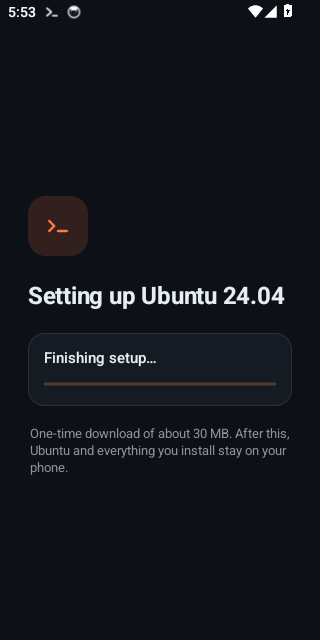 5:53
Setting up Ubuntu 24.04
Finishing setup...
One-time download of about 30 MB. After this,
Ubuntu and everything you install stay on your
phone.